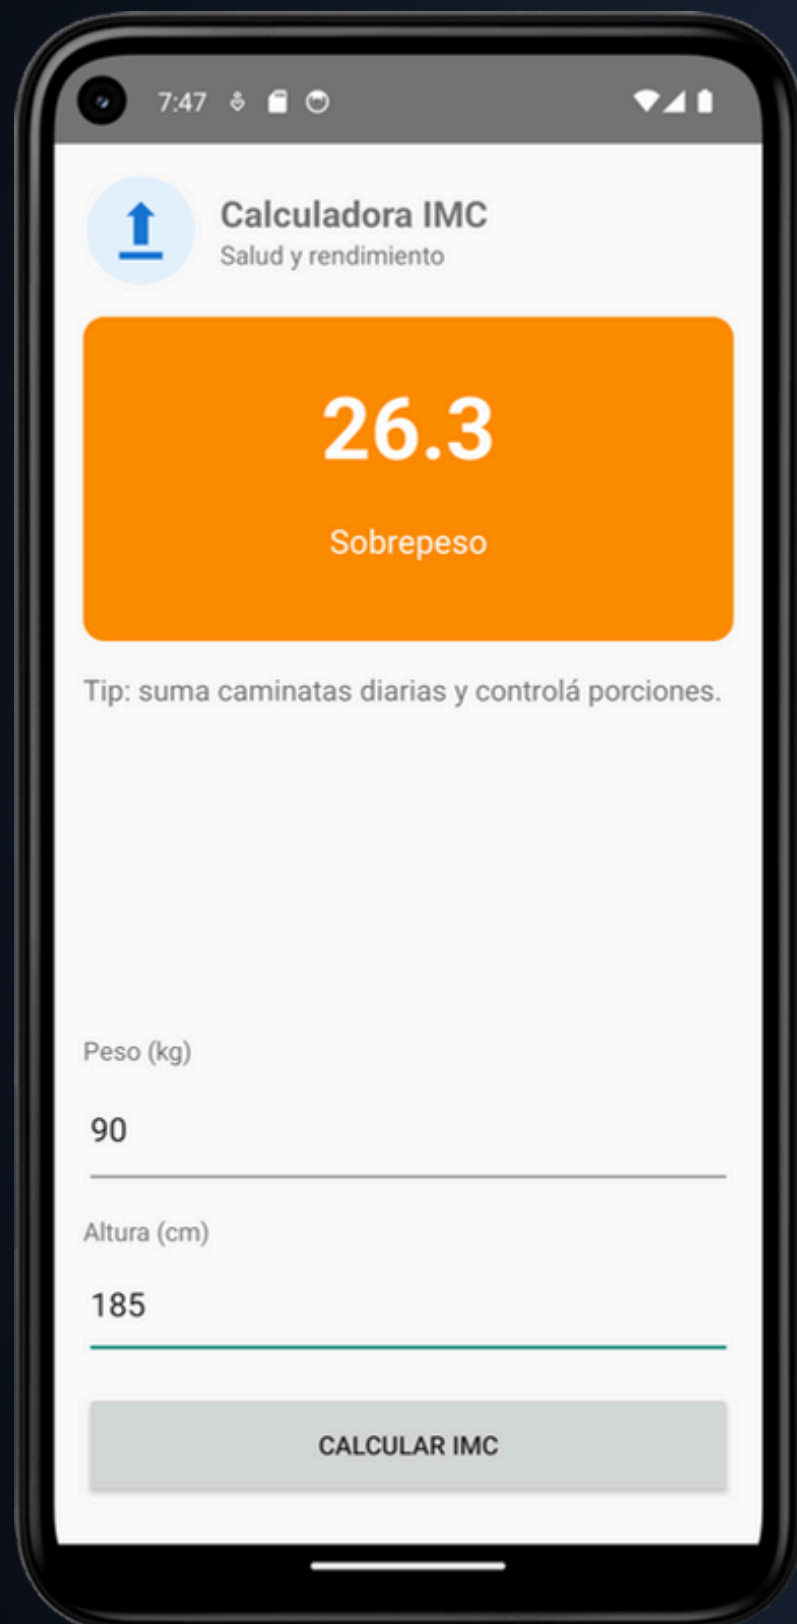 7:47
Calculadora IMC
Salud y rendimiento
26.3
Sobrepeso
Tip: suma caminatas diarias y controlá porciones.
Peso (kg)
90
Altura (cm)
185
CALCULAR IMC